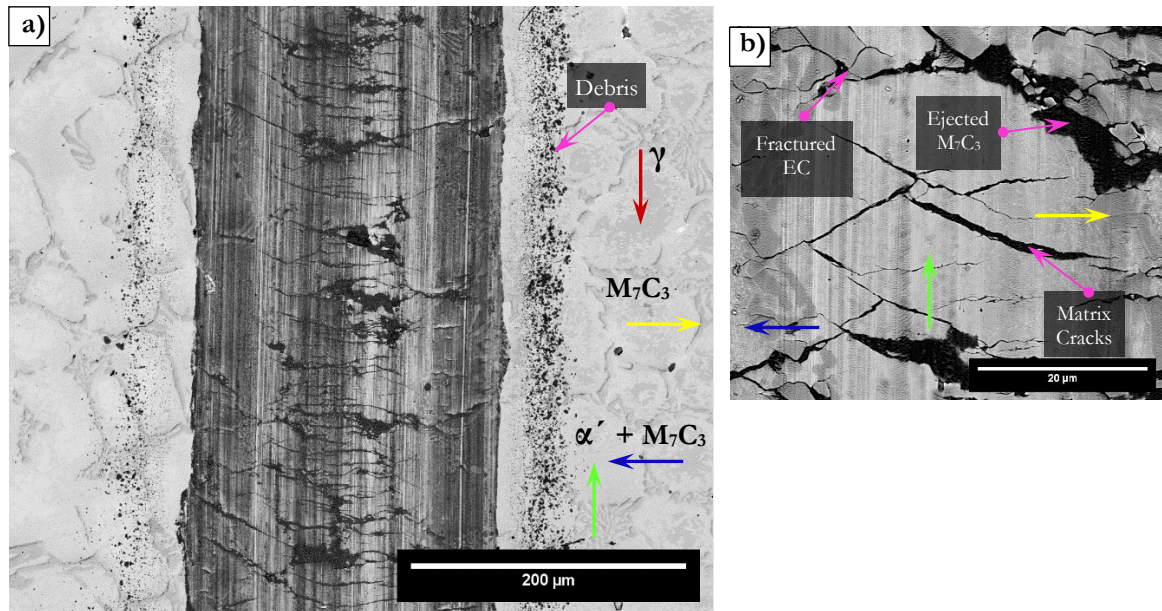 a)
Debris
γ
M₇C₃
α´ + M₇C₃
200 µm
b)
Fractured
EC
Ejected
M₇C₃
Matrix
Cracks
20 µm